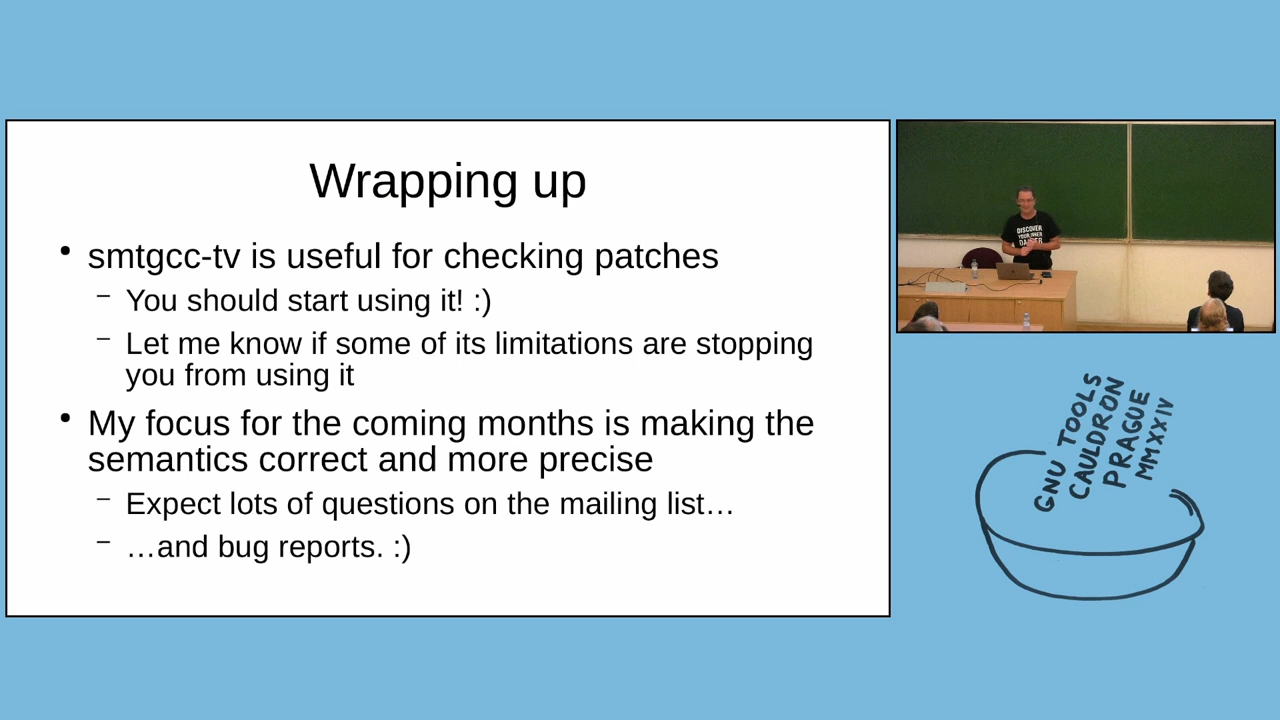 Wrapping up
• smtgcc-tv is useful for checking patches
– You should start using it! :)
– Let me know if some of its limitations are stopping
you from using it
• My focus for the coming months is making the
semantics correct and more precise
– Expect lots of questions on the mailing list…
– …and bug reports. :)
DISCOVER
YOUR INNER
GNU TOOLS
CAULDRON
PRAGUE
MMXXIV